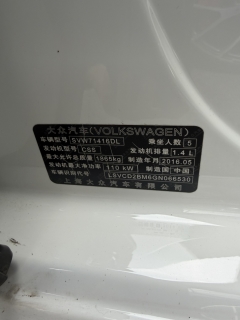 大众汽车(VOLKSWAGEN)
车辆型号 SVW71416DL 乘坐人数 5
发动机型号 CSS 发动机排量 1.4 L
最大允许总质量 1865kg 制造年月 2016.05
发动机最大净功率 110 kW 制造国 中国
车辆识别代号 LSVCD2BM6GN066530
上海大众汽车有限公司